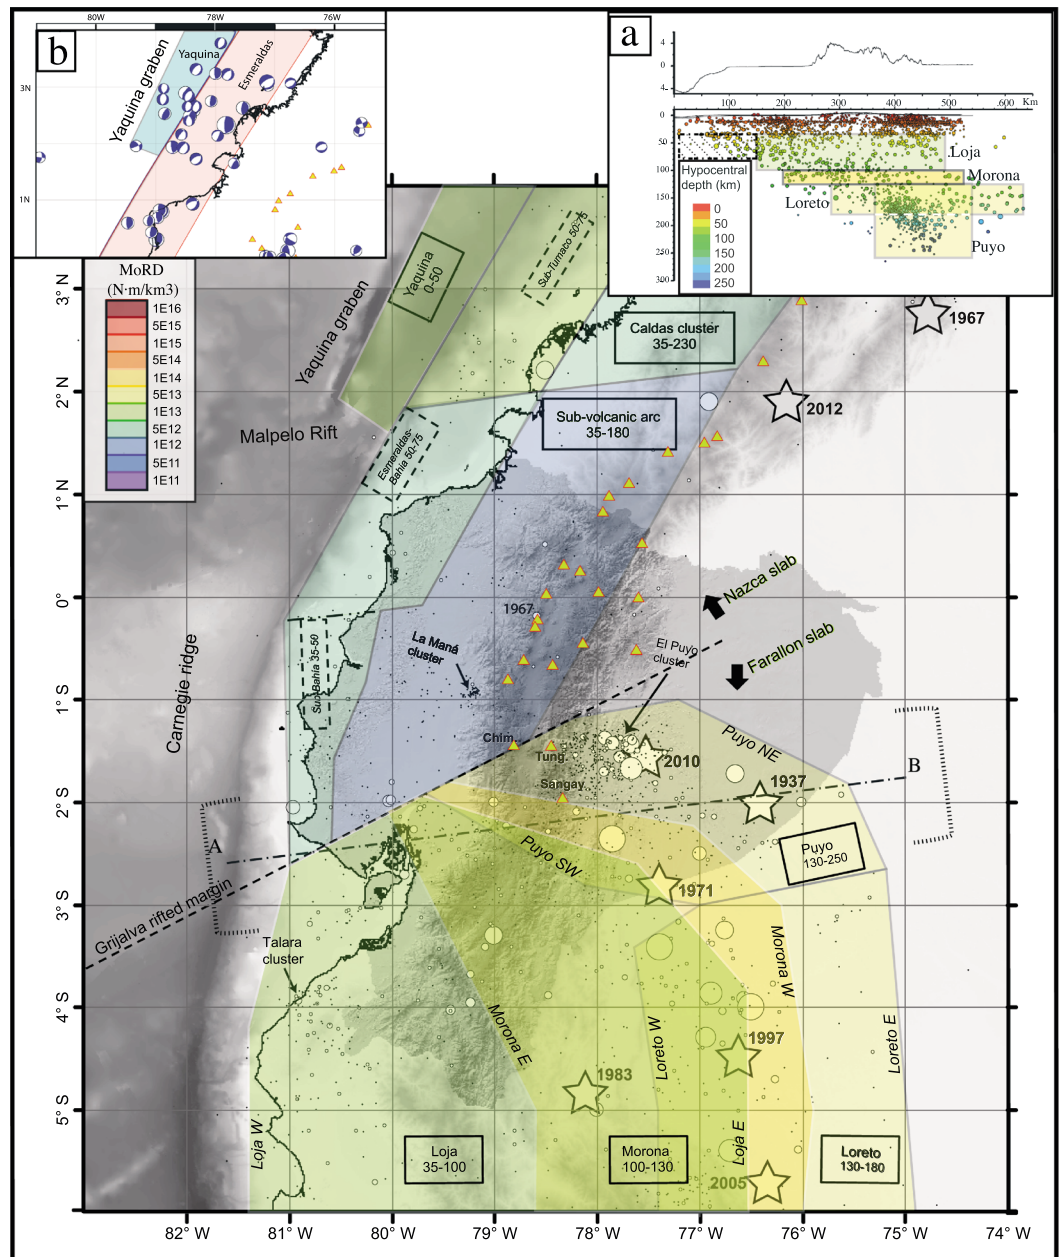 80W
78W
76W
b
3N
1N
Yaquina graben
Yaquina
Esmeraldas
a
4
0
4
100
200
300
400
500
600
Km
0
50
100
150
200
250
300
Loja
Morona
Loreto
Puyo
Hypocentral
depth (km)
0
50
100
150
200
250
MoRD
(N·m/km3)
1E16
5E15
1E15
5E14
1E14
5E13
1E13
5E12
1E12
5E11
1E11
Yaquina
0-50
Sub-Tumaco 50-75
Yaquina graben
Caldas cluster
35-230
1967
3° N
2° N
1° N
0°
1° S
2° S
3° S
4° S
5° S
Malpelo Rift
Esmeraldas-
Bahía 50-75
Sub-volcanic arc
35-180
2012
Nazca slab
Farallon slab
1967
La Maná
cluster
El Puyo
cluster
Carnegie ridge
Sub-Bahía 35-50
Chim.
Tung.
Sangay
2010
Puyo NE
1937
B
A
Puyo
130-250
Puyo SW
1971
Grijalva rifted margin
Talara
cluster
Morona W
Morona E
Loreto W
Loreto E
1997
1983
Loja W
Loja E
Loja
35-100
Morona
100-130
Loreto
130-180
2005
82° W
81° W
80° W
79° W
78° W
77° W
76° W
75° W
74° W